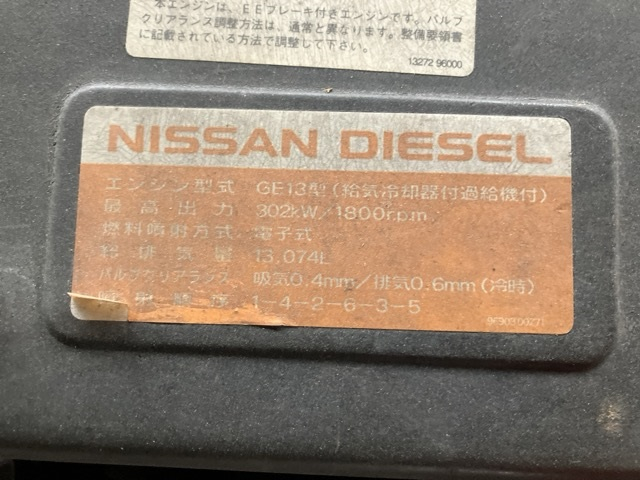 本エンジンは、EEブレーキ付きエンジンです。バルブ
クリアランス調整方法は、通常と異なります。整備要領書
に記載されている方法で調整して下さい。
13272 96000
NISSAN DIESEL
エンジン型式 GE13型(給気冷却器付過給機付)
最高出力 302kW/1800r.p.m
燃料噴射方式 電子式
総排気量 13.074L
バルブクリアランス 吸気0.4mm/排気0.6mm(冷時)
噴射順序 1-4-2-6-3-5